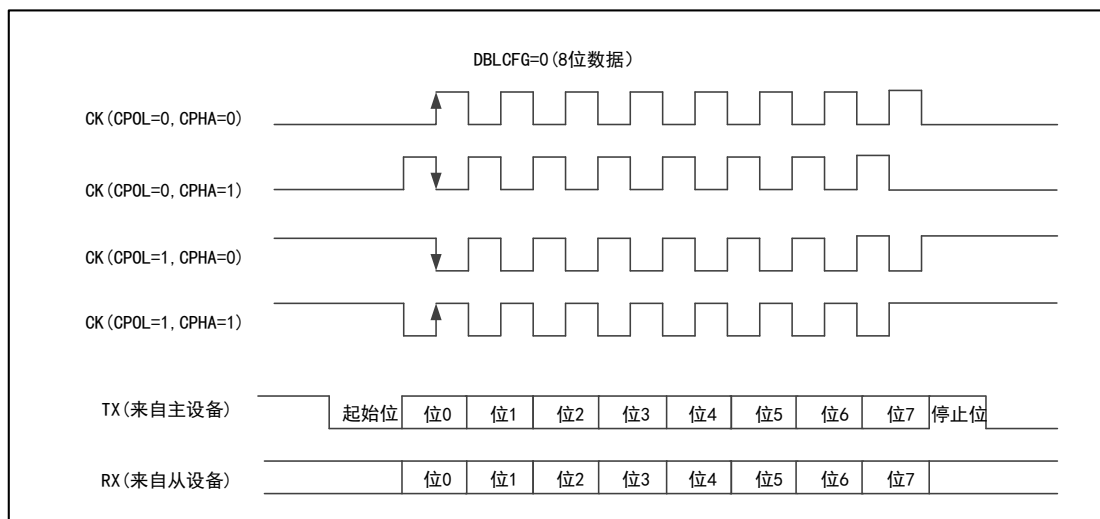 DBLCFG=0(8位数据)
CK(CPOL=0,CPHA=0)
CK(CPOL=0,CPHA=1)
CK(CPOL=1,CPHA=0)
CK(CPOL=1,CPHA=1)
TX(来自主设备) 起始位 位0 位1 位2 位3 位4 位5 位6 位7 停止位
RX(来自从设备) 位0 位1 位2 位3 位4 位5 位6 位7